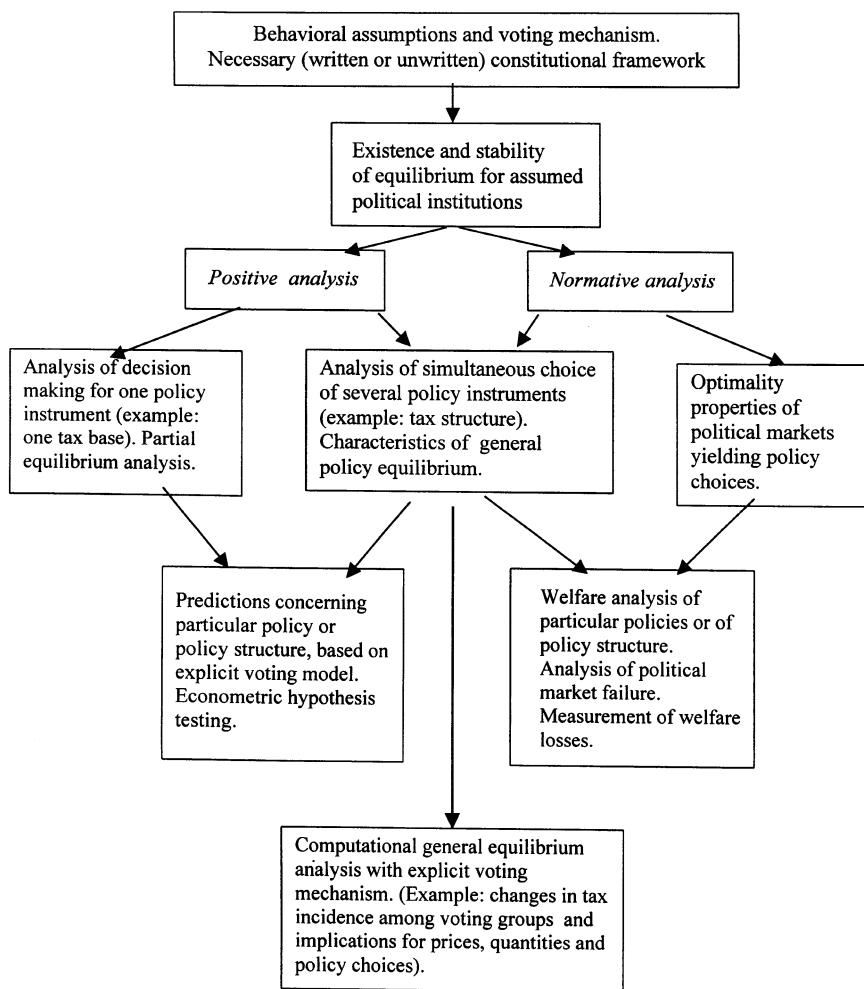 Behavioral assumptions and voting mechanism.
Necessary (written or unwritten) constitutional framework
Existence and stability
of equilibrium for assumed
political institutions
Positive analysis
Normative analysis
Analysis of decision
making for one policy
instrument (example:
one tax base). Partial
equilibrium analysis.
Analysis of simultaneous choice
of several policy instruments
(example: tax structure).
Characteristics of general
policy equilibrium.
Optimality
properties of
political markets
yielding policy
choices.
Predictions concerning
particular policy or
policy structure, based on
explicit voting model.
Econometric hypothesis
testing.
Welfare analysis of
particular policies or of
policy structure.
Analysis of political
market failure.
Measurement of welfare
losses.
Computational general equilibrium
analysis with explicit voting
mechanism. (Example: changes in tax
incidence among voting groups and
implications for prices, quantities and
policy choices).